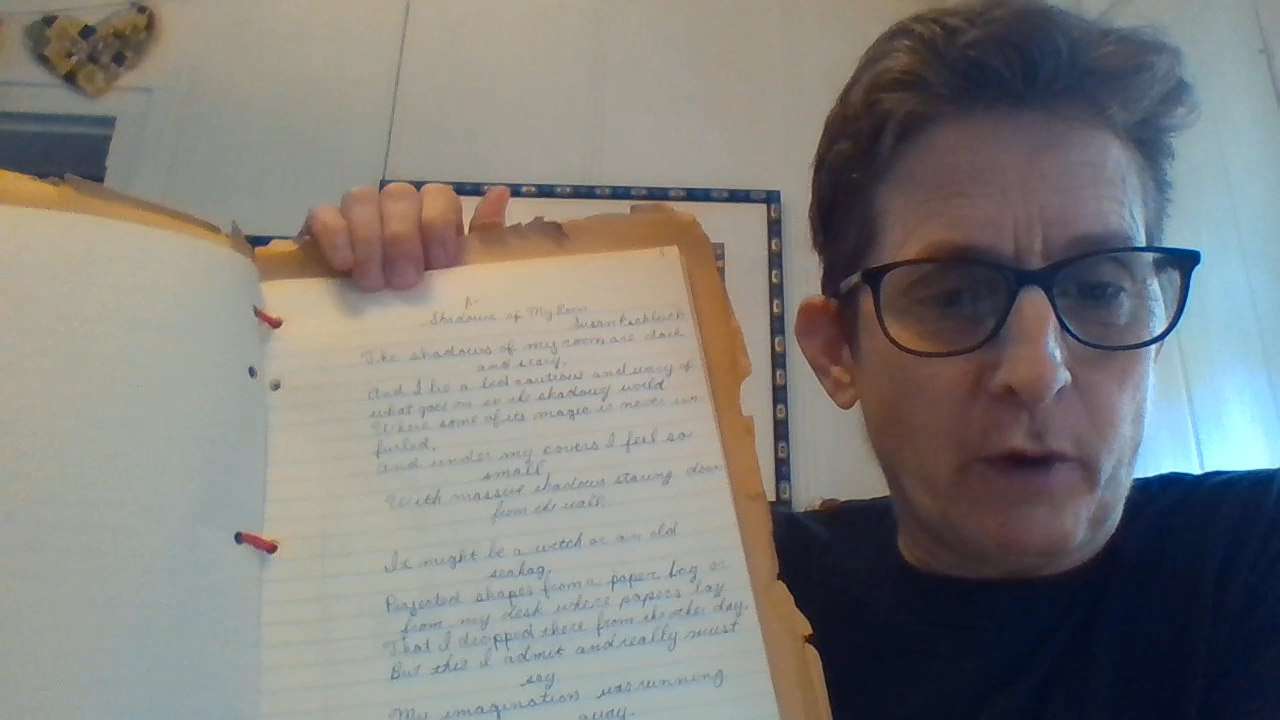 A-
Shadows of My Room
Susan
The shadows of my room are dark
and scary,
And I lie a bed cautious and wary of
what goes on in the shadowy world
Where some of its magic is never un
furled.
And under my covers I feel so
small,
With massive shadows staring down
from the wall.
It might be a witch or an old
seahag,
Projected shapes from a paper bag or
from my desk where papers lay
That I dropped there from the other day.
But this I admit and really must
say
My imagination was running
away.